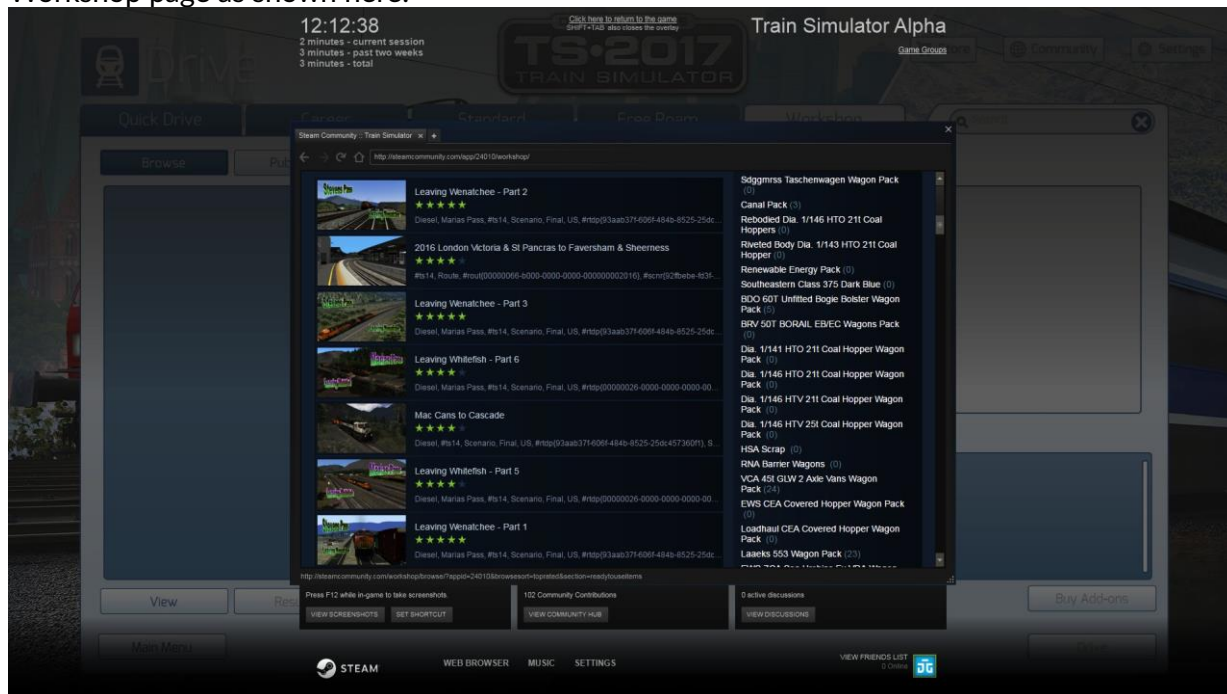 Workshop page as shown here.
12:12:38
2 minutes - current session
3 minutes - past two weeks
3 minutes - total
Click here to return to the game
SHIFT+TAB also closes the overlay
Train Simulator Alpha
Game Groups
Drive
TS•2017
TRAIN SIMULATOR
Community
Settings
Quick Drive
Career
Standard
Free Roam
Workshop
Browse
Steam Community :: Train Simulator
http://steamcommunity.com/app/24010/workshop/
Leaving Wenatchee - Part 2
Diesel, Marias Pass, #ts14, Scenario, Final, US, #rtdp{93aab37f-606f-484b-8525-25dc...
2016 London Victoria & St Pancras to Faversham & Sheerness
#ts14, Route, #rout{00000066-b000-0000-0000-000000002016}, #scnr{92fbebe-fd3f-...
Leaving Wenatchee - Part 3
Diesel, Marias Pass, #ts14, Scenario, Final, US, #rtdp{93aab37f-606f-484b-8525-25dc...
Leaving Whitefish - Part 6
Diesel, Marias Pass, #ts14, Scenario, Final, US, #rtdp{00000026-0000-0000-0000-00...
Mac Cans to Cascade
Diesel, #ts14, Scenario, Final, US, #rtdp{93aab37f-606f-484b-8525-25dc457360f1}, S...
Leaving Whitefish - Part 5
Diesel, Marias Pass, #ts14, Scenario, Final, US, #rtdp{00000026-0000-0000-0000-00...
Leaving Wenatchee - Part 1
Diesel, Marias Pass, #ts14, Scenario, Final, US, #rtdp{93aab37f-606f-484b-8525-25dc...
Sdggmrss Taschenwagen Wagon Pack
(0)
Canal Pack (3)
Rebodied Dia. 1/146 HTO 21t Coal
Hoppers (0)
Riveted Body Dia. 1/143 HTO 21t Coal
Hopper (0)
Renewable Energy Pack (0)
Southeastern Class 375 Dark Blue (0)
BDO 60T Unfitted Bogie Bolster Wagon
Pack (5)
BRV 50T BORAIL EB/EC Wagons Pack
(0)
Dia. 1/141 HTO 21t Coal Hopper Wagon
Pack (0)
Dia. 1/146 HTO 21t Coal Hopper Wagon
Pack (0)
Dia. 1/146 HTV 21t Coal Hopper Wagon
Pack (0)
Dia. 1/146 HTV 25t Coal Hopper Wagon
Pack (0)
HSA Scrap (0)
RNA Barrier Wagons (0)
VCA 45t GLW 2 Axle Vans Wagon
Pack (24)
EWS CEA Covered Hopper Wagon Pack
(0)
Loadhaul CEA Covered Hopper Wagon
Pack (0)
Laaeks 553 Wagon Pack (23)
http://steamcommunity.com/workshop/browse/?appid=24010&browsesort=toprated&section=readytouseitems
Press F12 while in-game to take screenshots.
VIEW SCREENSHOTS
SET SHORTCUT
102 Community Contributions
VIEW COMMUNITY HUB
0 active discussions
VIEW DISCUSSIONS
View
Buy Add-ons
Main Menu
Drive
STEAM
WEB BROWSER
MUSIC
SETTINGS
VIEW FRIENDS LIST
0 Online